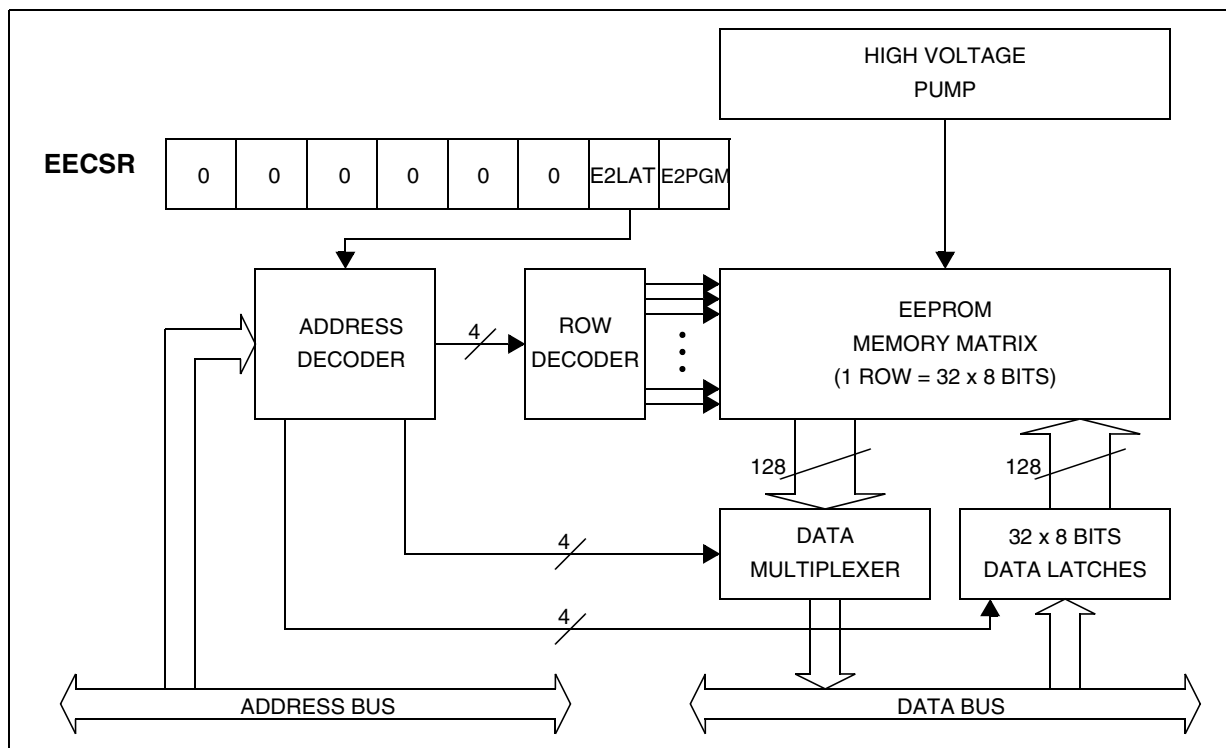 HIGH VOLTAGE
PUMP
EECSR
0 0 0 0 0 0 E2LAT E2PGM
ADDRESS
DECODER
4
ROW
DECODER
EEPROM
MEMORY MATRIX
(1 ROW = 32 x 8 BITS)
128
128
4
DATA
MULTIPLEXER
32 x 8 BITS
DATA LATCHES
4
ADDRESS BUS
DATA BUS